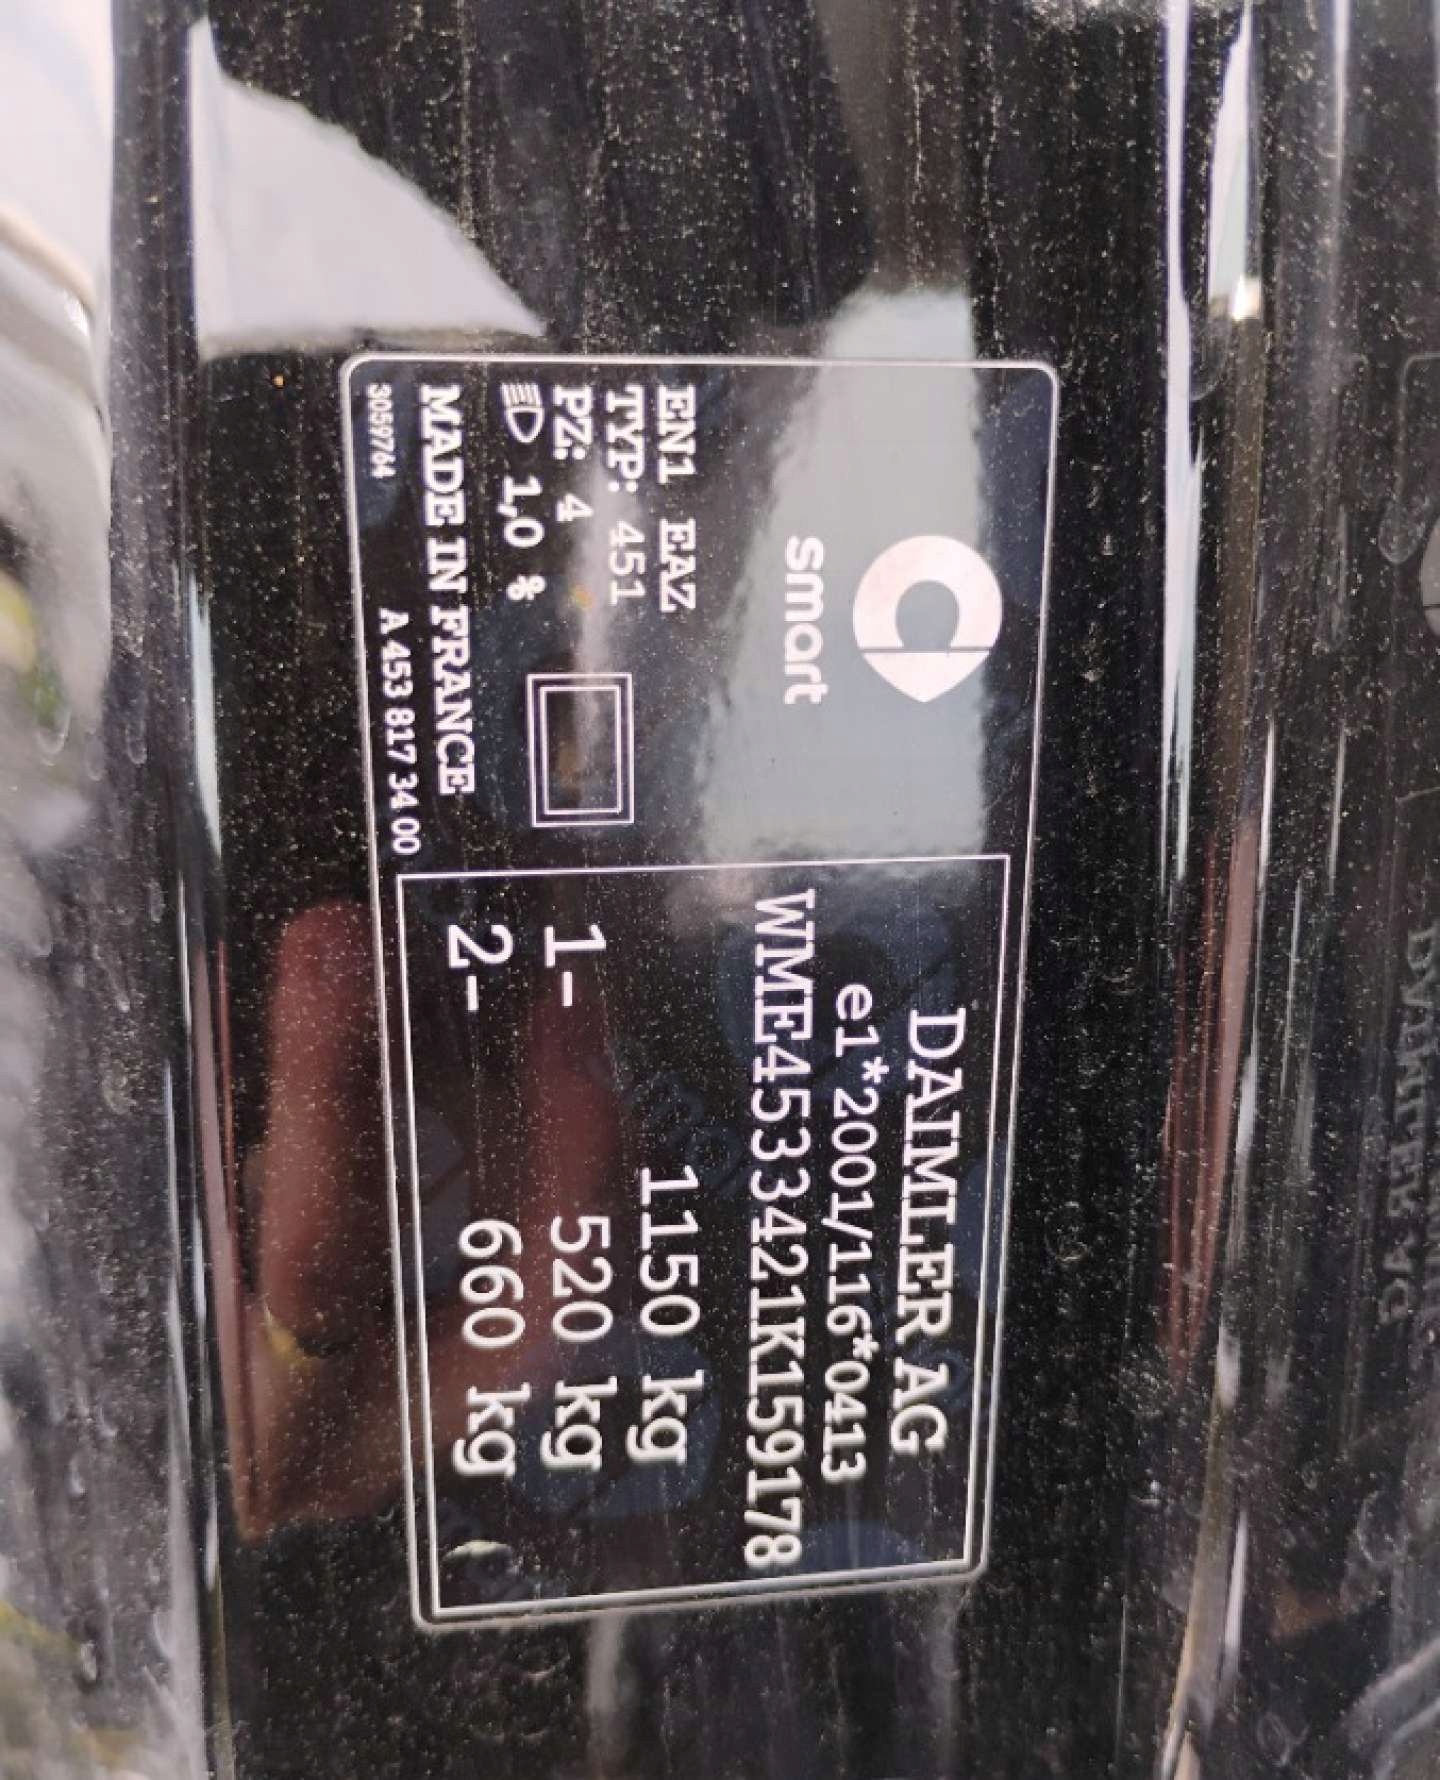 smart
EN1 EAZ
TYP: 451
PZ: 4
1,0 %
MADE IN FRANCE
3059764
A 453 817 34 00
DAIMLER AG
e1*2001/116*0413
WME4533421K159178
1150 kg
1- 520 kg
2- 660 kg